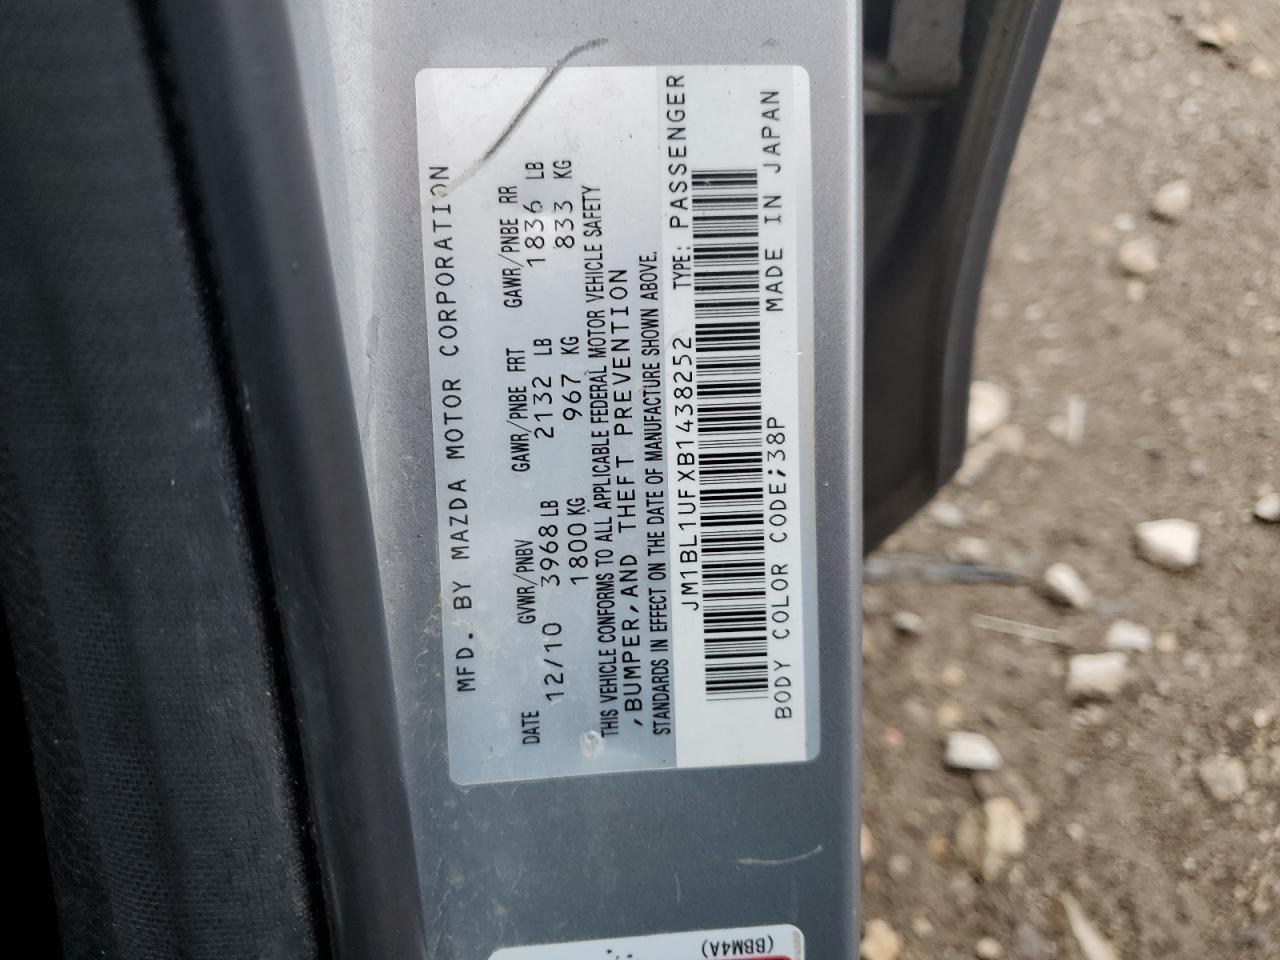 MFD. BY MAZDA MOTOR CORPORATION
DATE GVWR/PNBV GAWR/PNBE FRT GAWR/PNBE RR
12/10 3968 LB 2132 LB 1836 LB
1800 KG 967 KG 833 KG
THIS VEHICLE CONFORMS TO ALL APPLICABLE FEDERAL MOTOR VEHICLE SAFETY
,BUMPER,AND THEFT PREVENTION
STANDARDS IN EFFECT ON THE DATE OF MANUFACTURE SHOWN ABOVE.
JM1BL1UFXB1438252 TYPE: PASSENGER
BODY COLOR CODE;38P MADE IN JAPAN
(BBM4A)